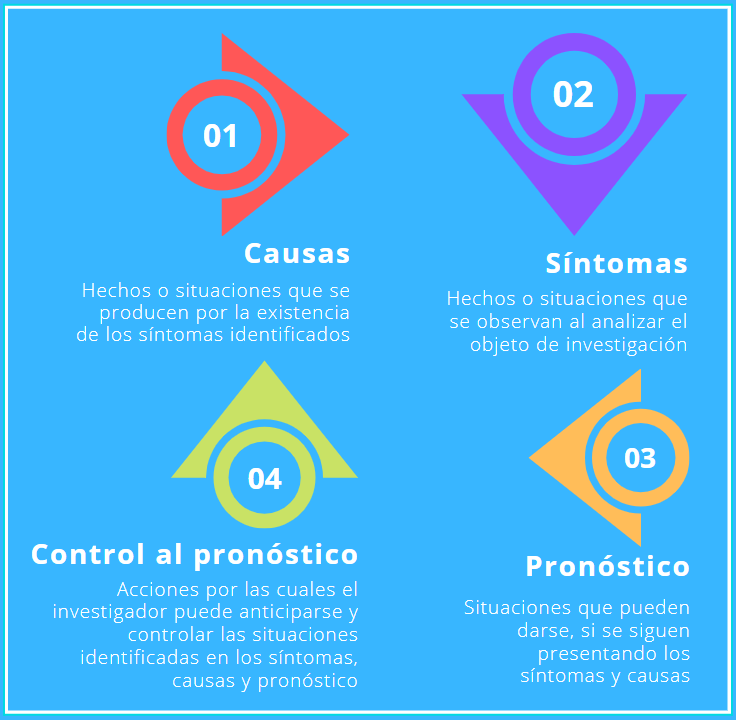 01
Causas
Hechos o situaciones que se
producen por la existencia
de los síntomas identificados
02
Síntomas
Hechos o situaciones que
se observan al analizar el
objeto de investigación
03
Pronóstico
Situaciones que pueden
darse, si se siguen
presentando los
síntomas y causas
04
Control al pronóstico
Acciones por las cuales el
investigador puede anticiparse y
controlar las situaciones
identificadas en los síntomas,
causas y pronóstico